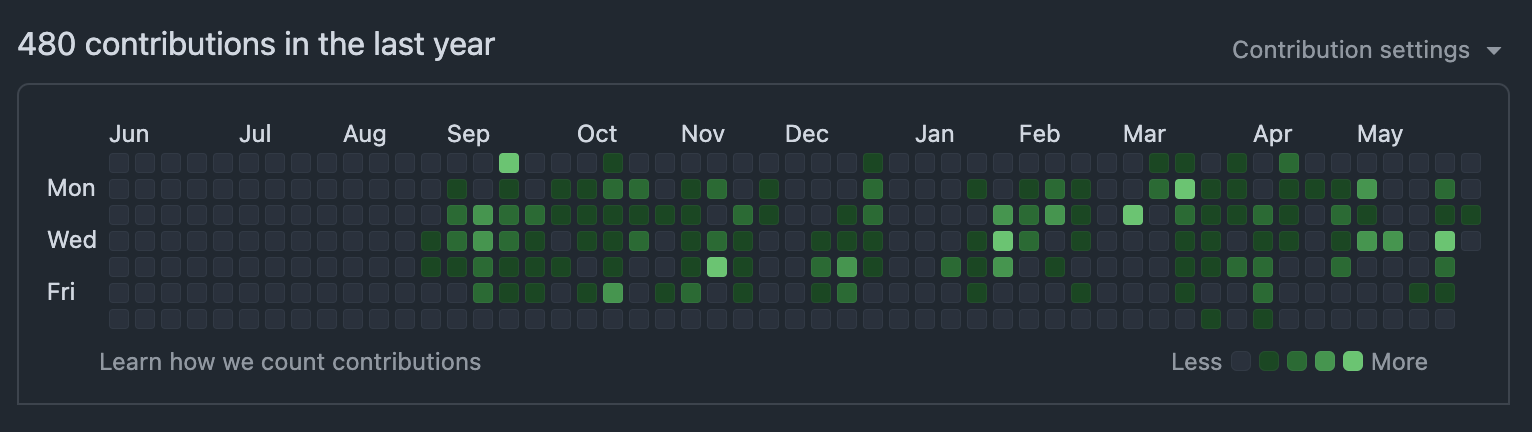 480 contributions in the last year
Contribution settings
Jun Jul Aug Sep Oct Nov Dec Jan Feb Mar Apr May
Mon
Wed
Fri
Learn how we count contributions
Less More